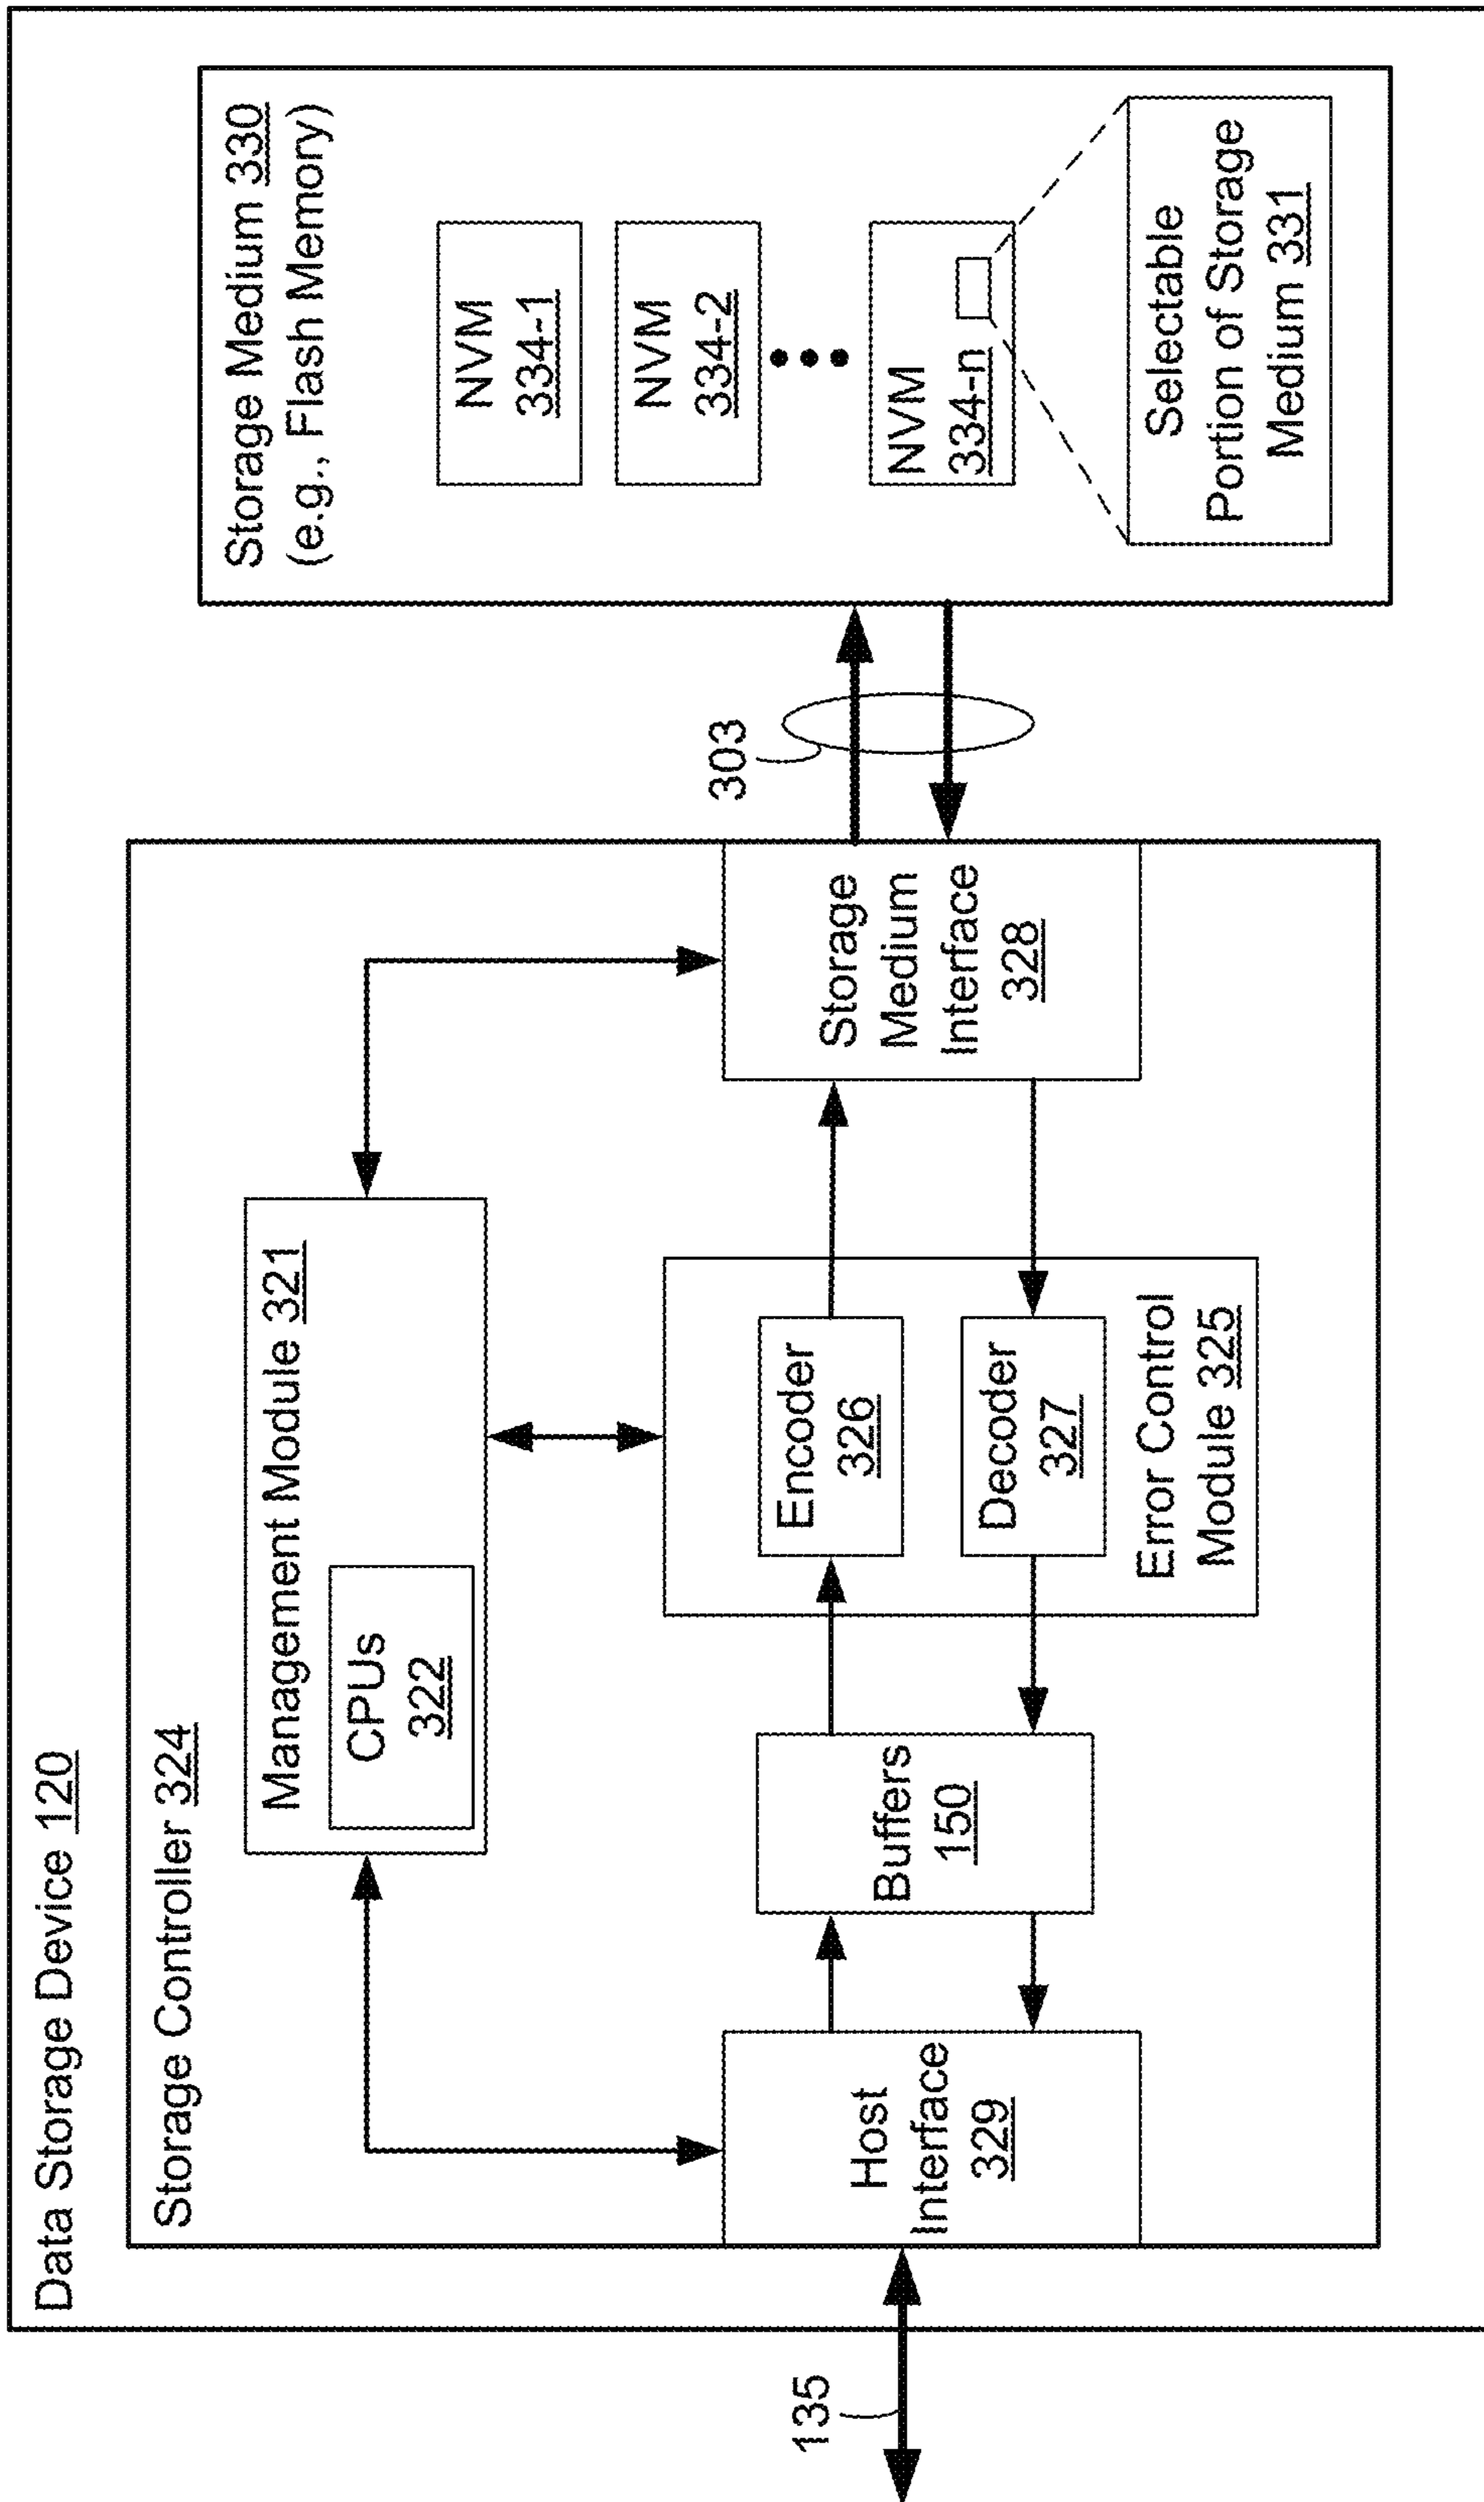 Data Storage Device 120
Storage Controller 324
Management Module 321
CPUs
322
Host
Interface
329
Buffers
150
Encoder
326
Decoder
327
Error Control
Module 325
Storage
Medium
Interface
328
135
303
Storage Medium 330
(e.g., Flash Memory)
NVM
334-1
NVM
334-2
NVM
334-n
Selectable
Portion of Storage
Medium 331